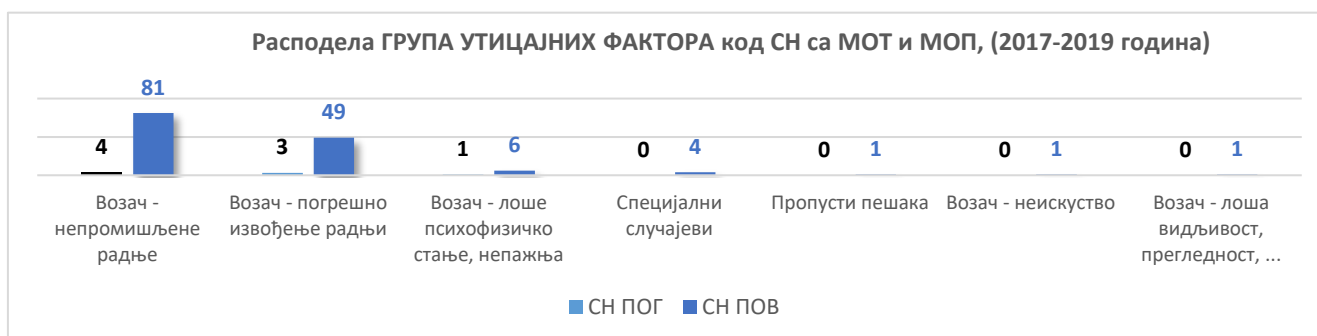 Расподела ГРУПА УТИЦАЈНИХ ФАКТОРА код СН са МОТ и МОП, (2017-2019 година)
4 81 3 49 1 6 0 4 0 1 0 1 0 1
Возач - непромишљене радње
Возач - погрешно извођење радњи
Возач - лоше психофизичко стање, непажња
Специјални случајеви
Пропусти пешака
Возач - неискуство
Возач - лоша видљивост, прегледност, ...
СН ПОГ СН ПОВ